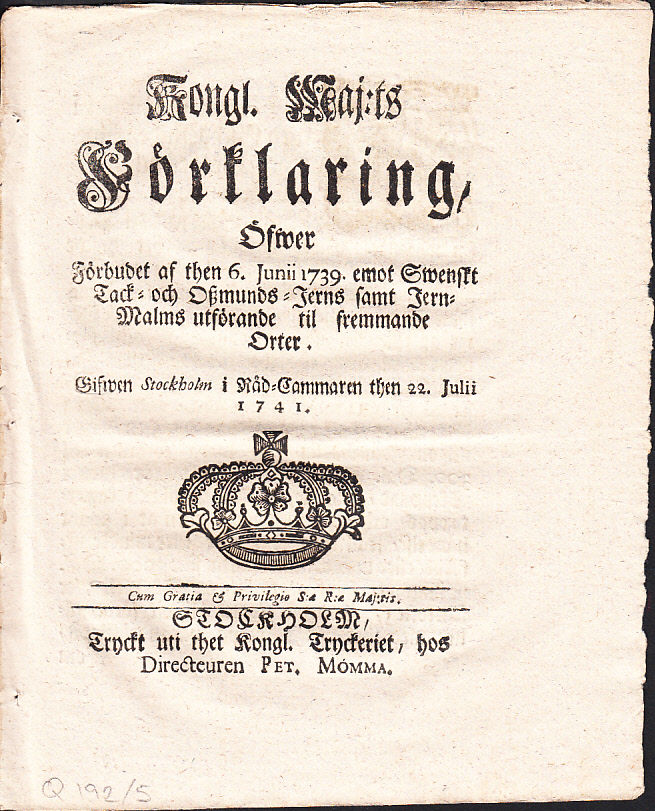 Kongl. Maj:ts
Förklaring,
Öfwer
Förbudet af then 6. Junii 1739. emot Swenskt
Tack- och Oßmunds-Jerns samt Jern-
Malms utförande til fremmande
Orter.
Gifwen Stockholm i Råd-Cammaren then 22. Julii
1741.
Cum Gratia & Privilegio S:æ R:æ Maj:tis.
STOCKHOLM,
Tryckt uti thet Kongl. Tryckeriet, hos
Directeuren PET. MOMMA.
Q 192/5